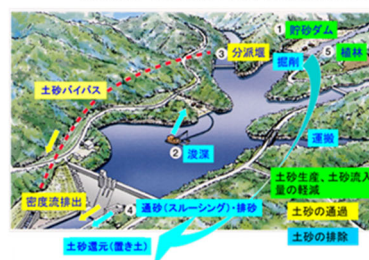 ① 貯砂ダム
⑤ 植林
③ 分派堰
掘削
土砂バイパス
② 浚渫
運搬
密度流排出
④ 通砂(スルーシング)・排砂
土砂還元(置き土)
土砂生産、土砂流入
量の軽減
土砂の通過
土砂の排除